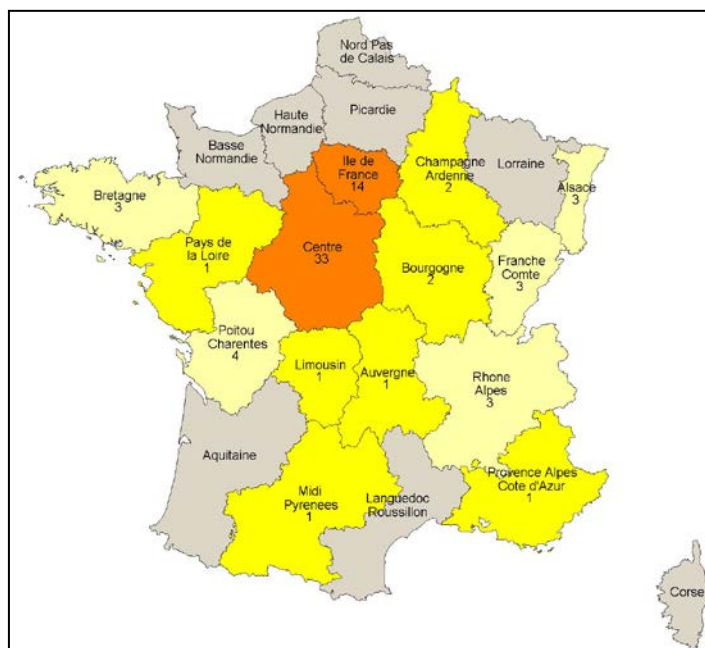 Nord Pas
de Calais
Haute
Normandie
Picardie
Basse
Normandie
Ile de
France
14
Champagne
Ardenne
2
Lorraine
Alsace
3
Bretagne
3
Pays de
la Loire
1
Centre
33
Bourgogne
2
Franche
Comte
3
Poitou
Charentes
4
Limousin
1
Auvergne
1
Rhone
Alpes
3
Aquitaine
Midi
Pyrenees
1
Languedoc
Roussillon
Provence Alpes
Cote d'Azur
1
Corse